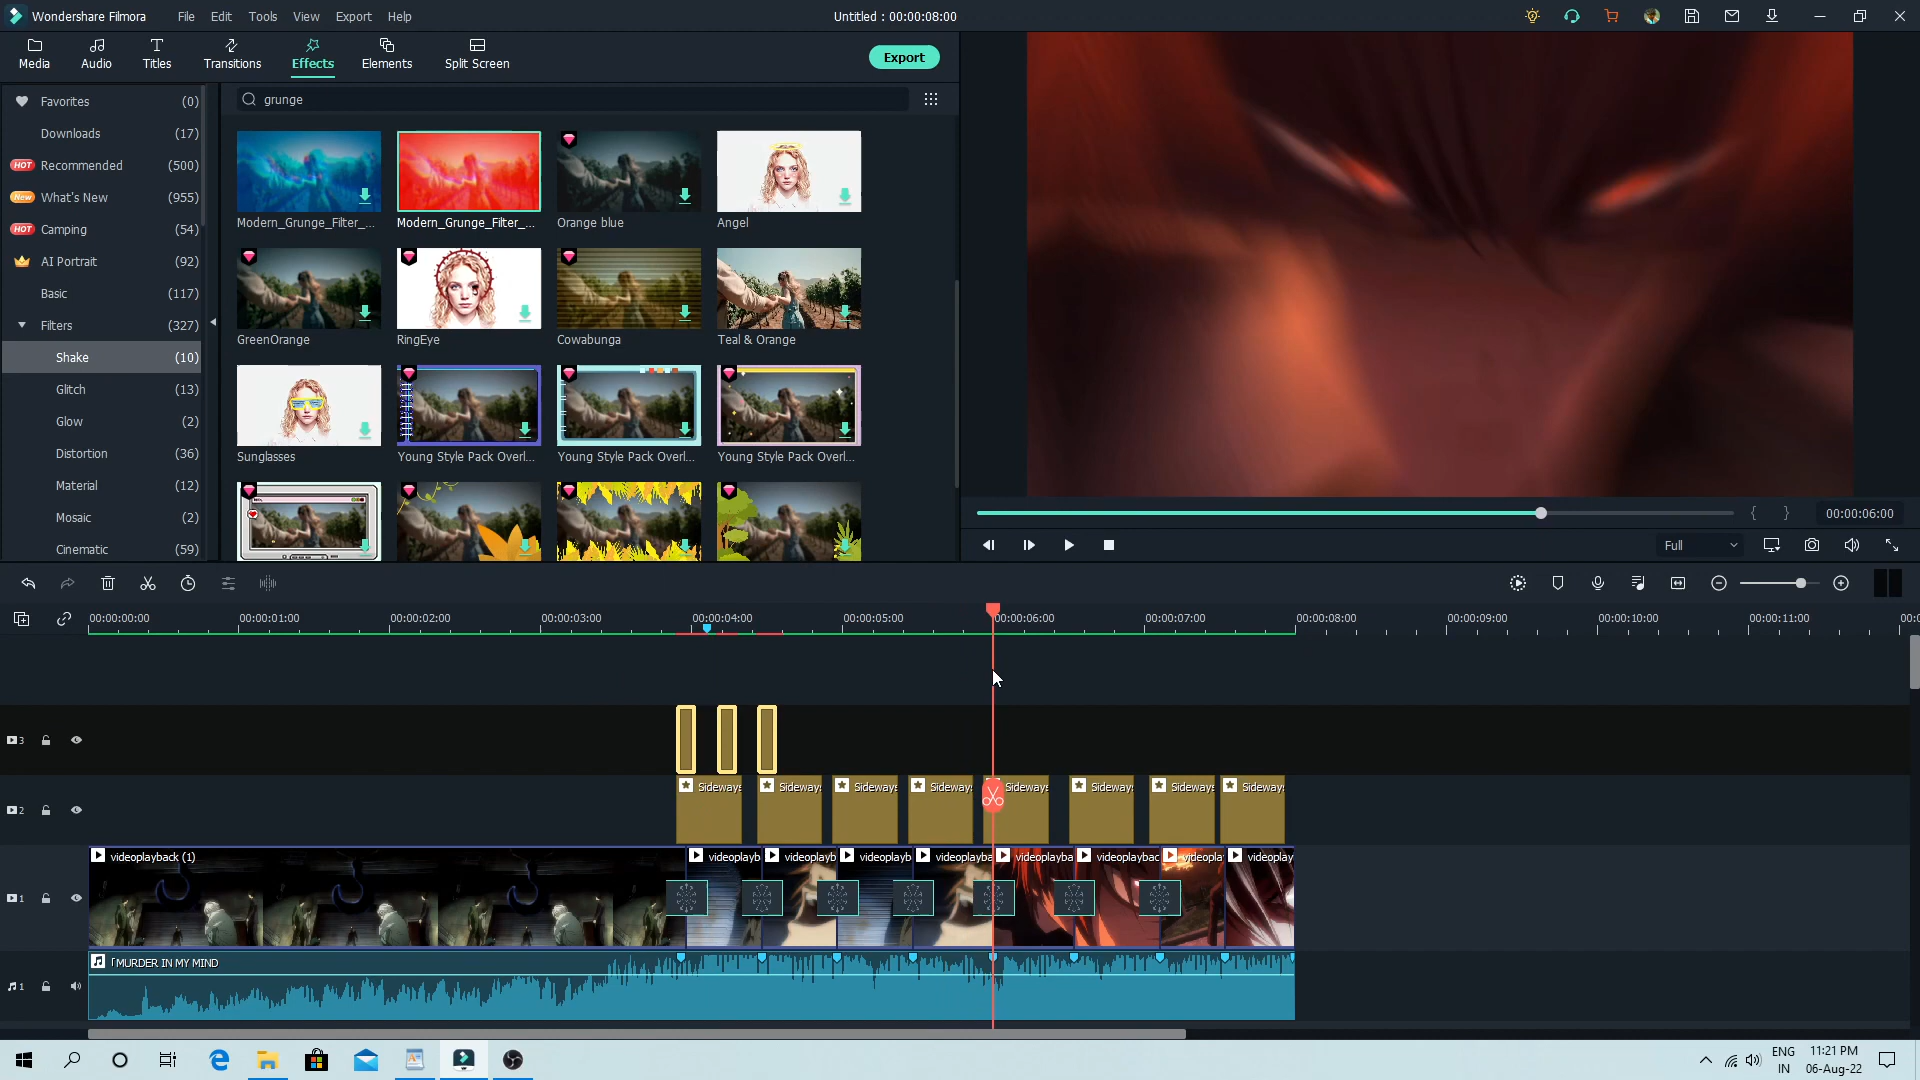 Wondershare Filmora
File
Edit
Tools
View
Export
Help
Untitled : 00:00:08:00
Media
Audio
Titles
Transitions
Effects
Elements
Split Screen
Export
Favorites (0)
Downloads (17)
HOT Recommended (500)
New What's New (955)
HOT Camping (54)
AI Portrait (92)
Basic (117)
Filters (327)
Shake (10)
Glitch (13)
Glow (2)
Distortion (36)
Material (12)
Mosaic (2)
Cinematic (59)
grunge
Modern_Grunge_Filter_...
Modern_Grunge_Filter_...
Orange blue
Angel
GreenOrange
RingEye
Cowabunga
Teal & Orange
Sunglasses
Young Style Pack Overl...
Young Style Pack Overl...
Young Style Pack Overl...
{ }
00:00:06:00
Full
00:00:00:00
00:00:01:00
00:00:02:00
00:00:03:00
00:00:04:00
00:00:05:00
00:00:06:00
00:00:07:00
00:00:08:00
00:00:09:00
00:00:10:00
00:00:11:00
00:0
3
2
Sideways
Sideways
Sideways
Sideways
Sideways
Sideways
Sideways
Sideways
1
videoplayback (1)
videoplayb
videoplayb
videoplayb
videoplayba
videoplayba
videoplaybac
videopla
videoplay
1
MURDER IN MY MIND
ENG
IN
11:21 PM
06-Aug-22